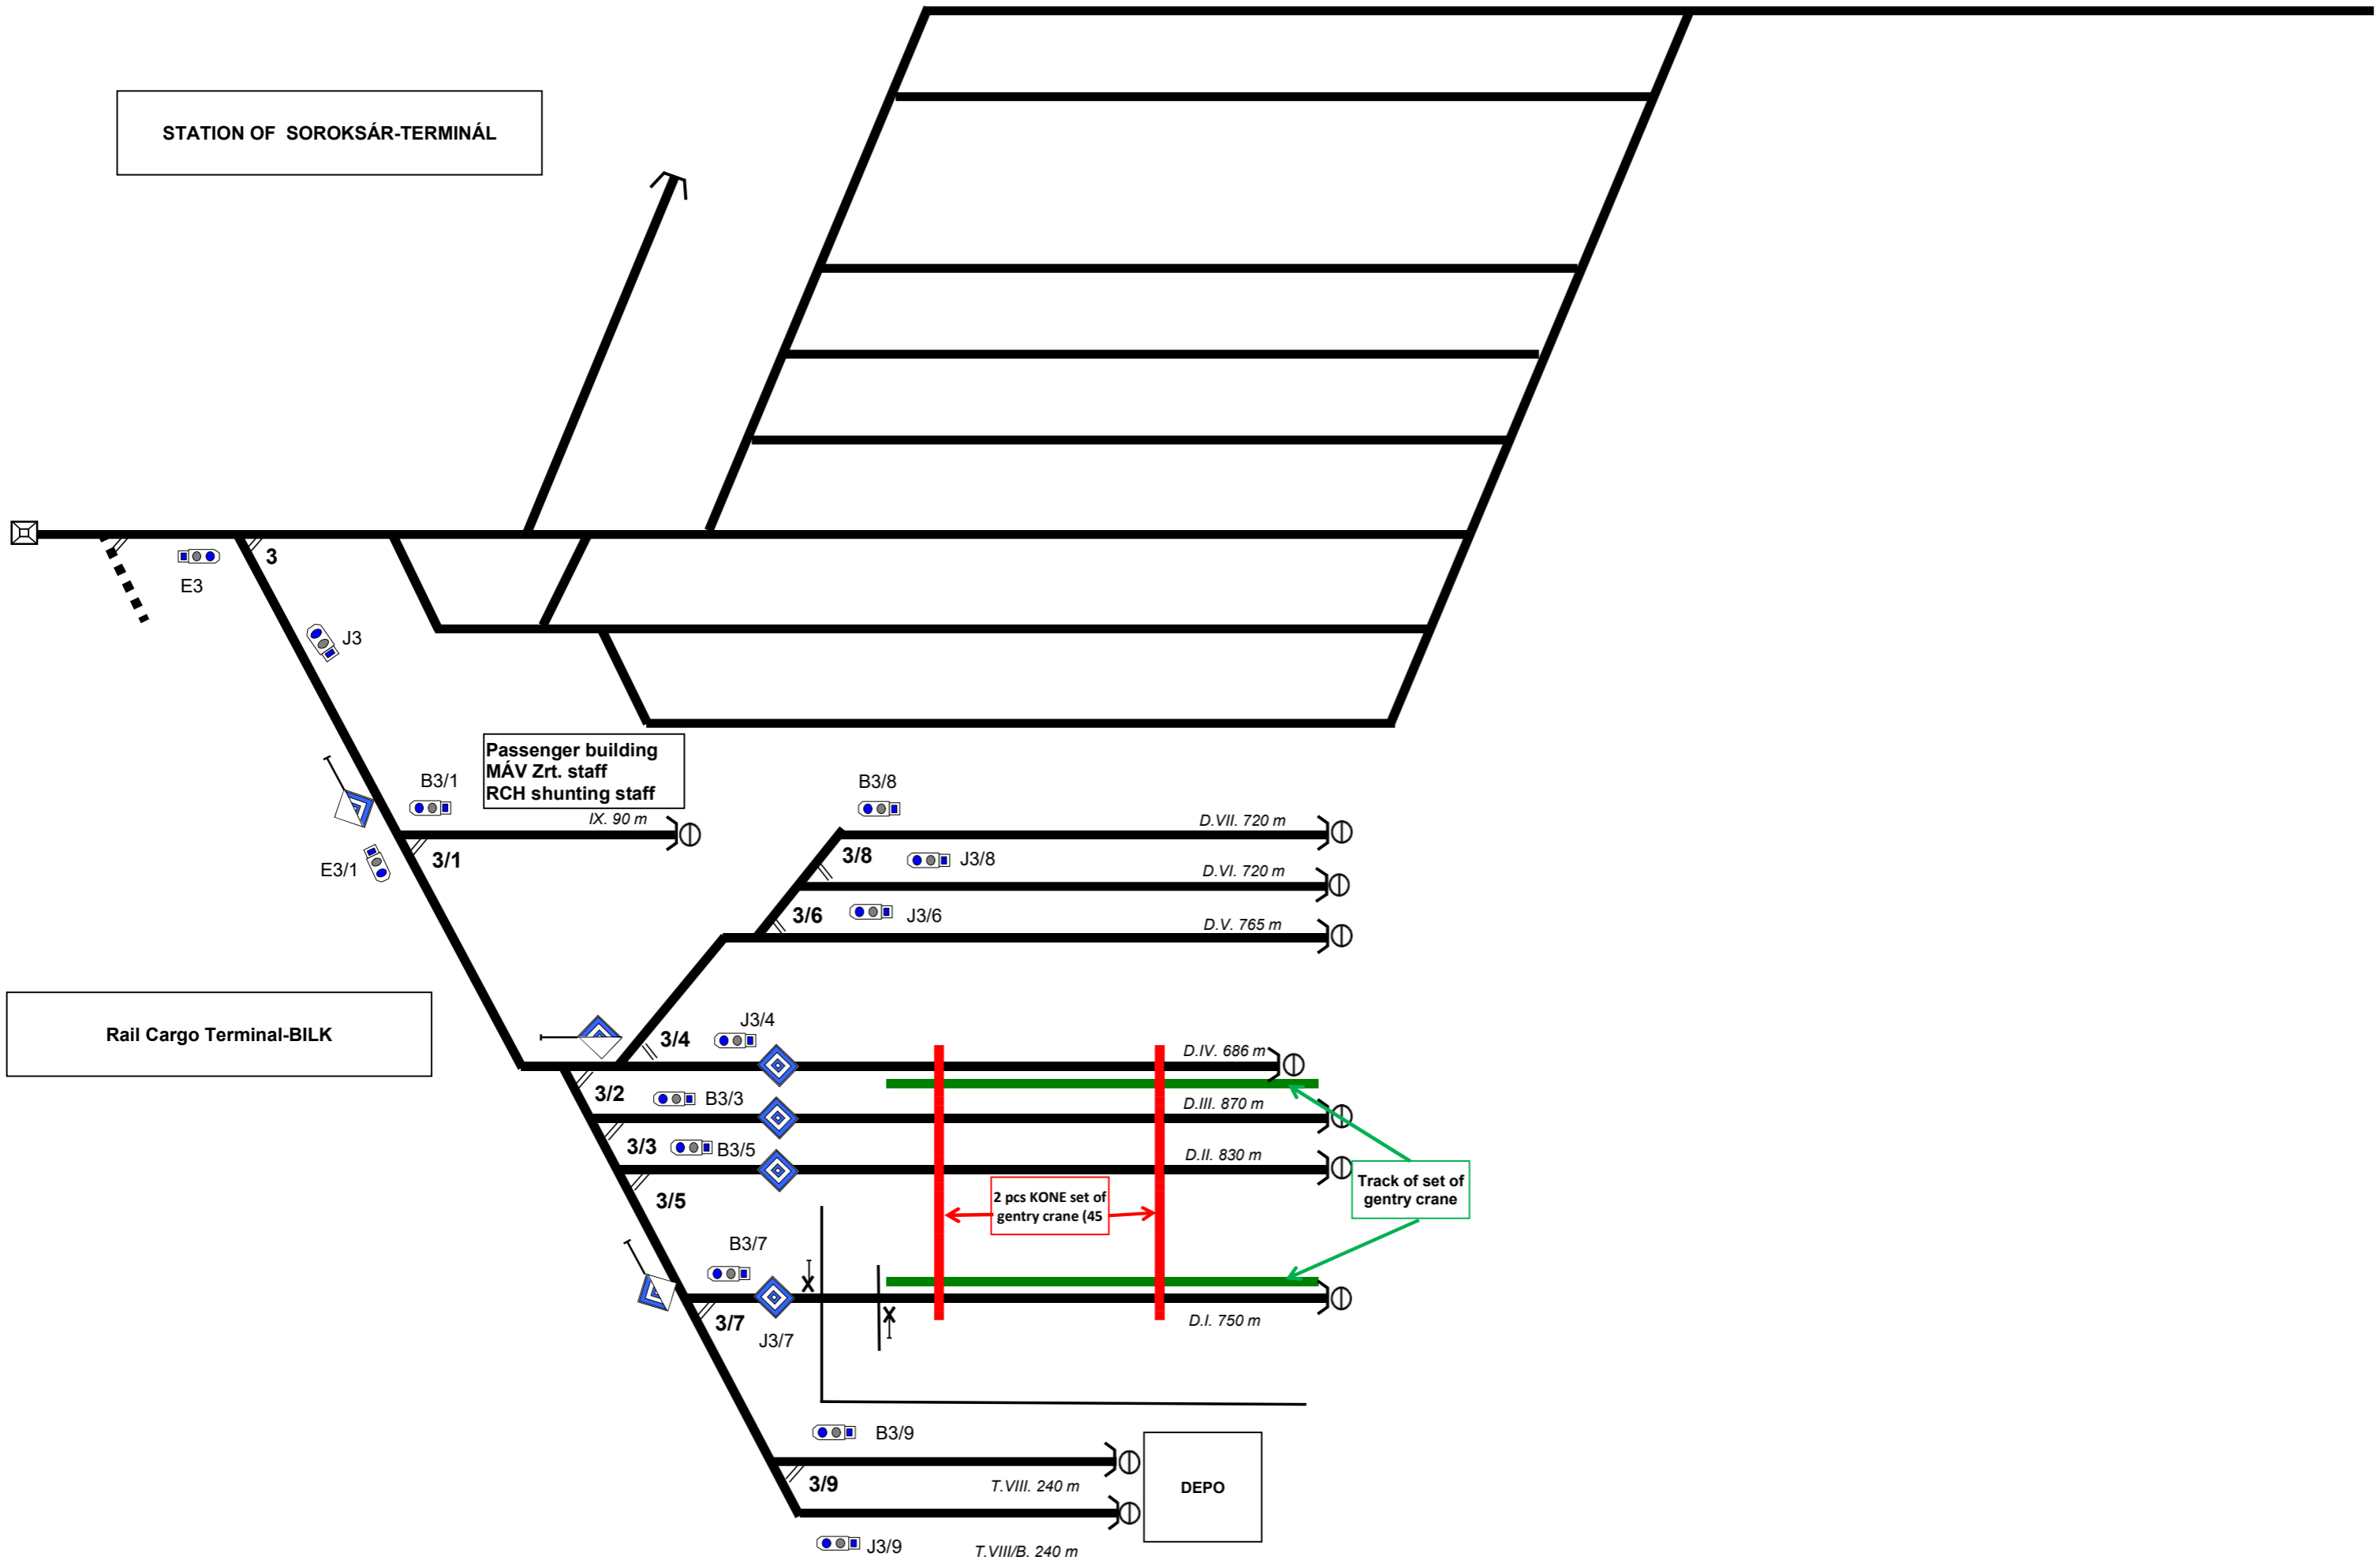 STATION OF SOROKSÁR-TERMINÁL
3
E3
J3
Passenger building
MÁV Zrt. staff
RCH shunting staff
B3/1
IX. 90 m
3/1
E3/1
B3/8
D.VII. 720 m
3/8
J3/8
D.VI. 720 m
3/6
J3/6
D.V. 765 m
Rail Cargo Terminal-BILK
J3/4
3/4
D.IV. 686 m
3/2
B3/3
D.III. 870 m
3/3
B3/5
D.II. 830 m
3/5
2 pcs KONE set of
gentry crane (45
Track of set of
gentry crane
B3/7
3/7
J3/7
D.I. 750 m
B3/9
3/9
T.VIII. 240 m
DEPO
J3/9
T.VIII/B. 240 m